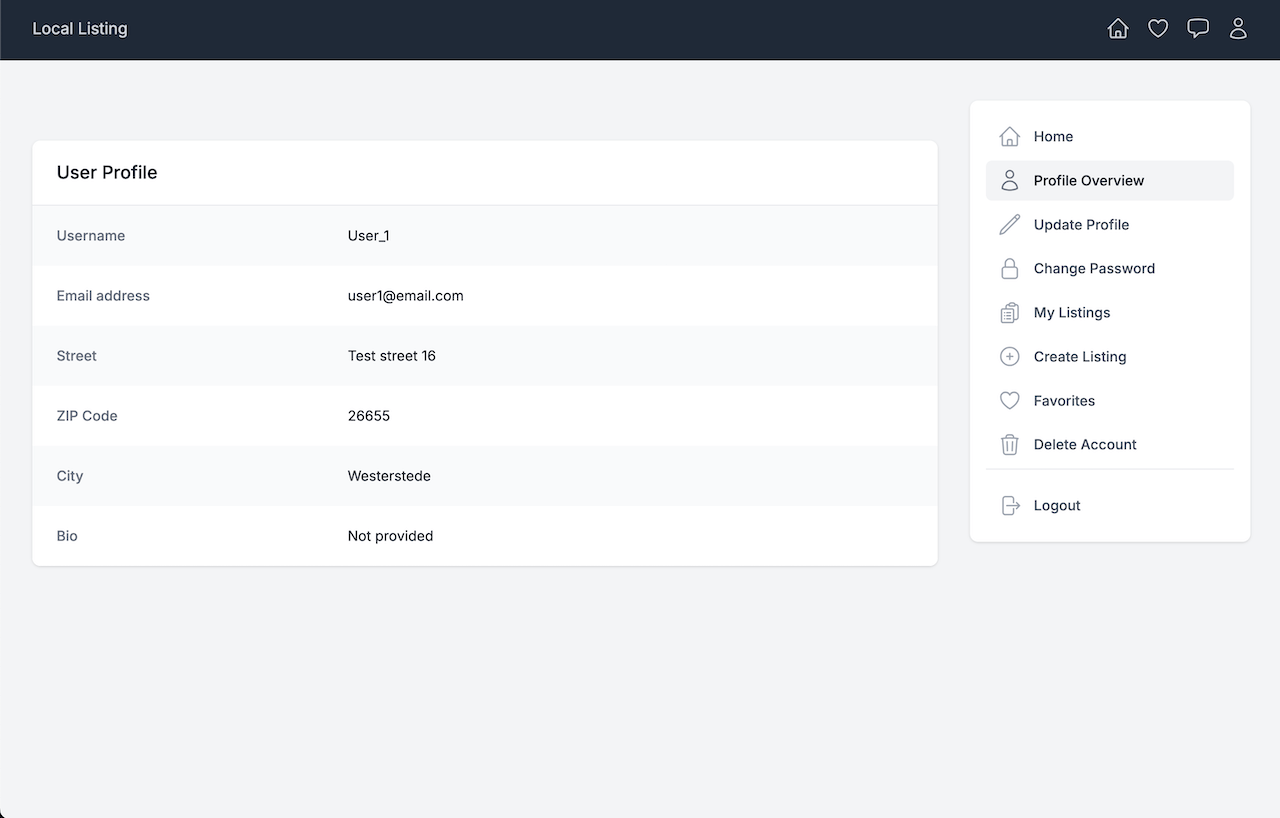 Local Listing
User Profile
Username User_1
Email address user1@email.com
Street Test street 16
ZIP Code 26655
City Westerstede
Bio Not provided
Home
Profile Overview
Update Profile
Change Password
My Listings
Create Listing
Favorites
Delete Account
Logout